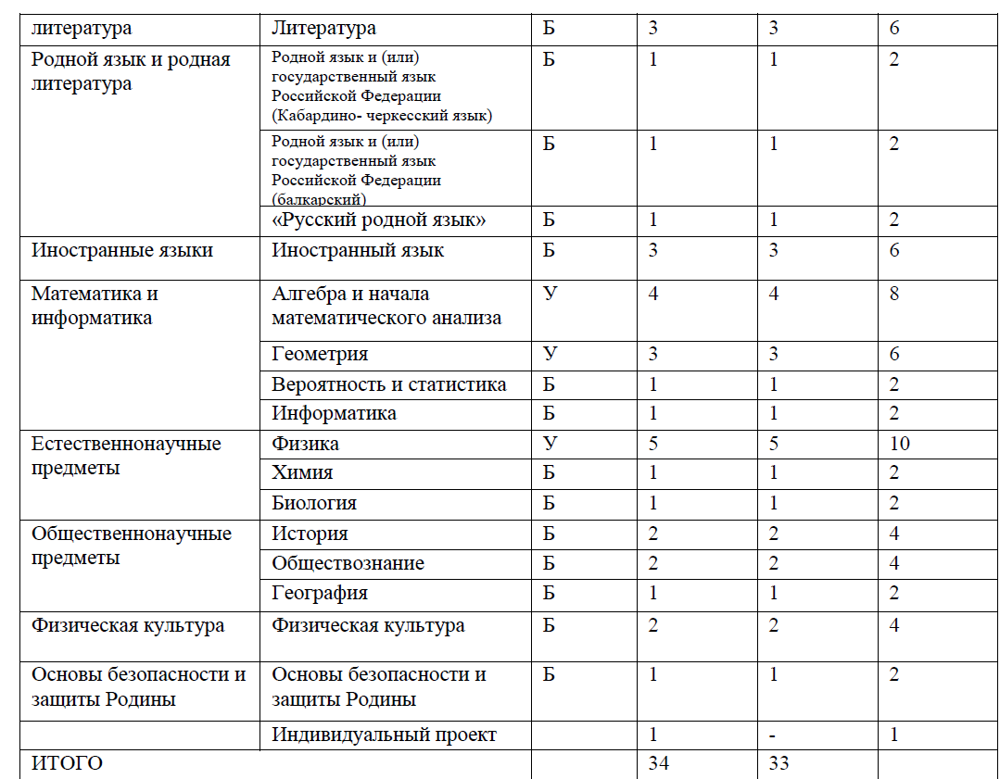 литература Литература Б 3 3 6
Родной язык и родная Родной язык и (или) Б 1 1 2
литература государственный язык
Российской Федерации
(Кабардино- черкесский язык)
Родной язык и (или) Б 1 1 2
государственный язык
Российской Федерации
(балкарский)
«Русский родной язык» Б 1 1 2
Иностранные языки Иностранный язык Б 3 3 6
Математика и Алгебра и начала У 4 4 8
информатика математического анализа
Геометрия У 3 3 6
Вероятность и статистика Б 1 1 2
Информатика Б 1 1 2
Естественнонаучные Физика У 5 5 10
предметы Химия Б 1 1 2
Биология Б 1 1 2
Общественнонаучные История Б 2 2 4
предметы Обществознание Б 2 2 4
География Б 1 1 2
Физическая культура Физическая культура Б 2 2 4
Основы безопасности и Основы безопасности и Б 1 1 2
защиты Родины защиты Родины
Индивидуальный проект 1 - 1
ИТОГО 34 33